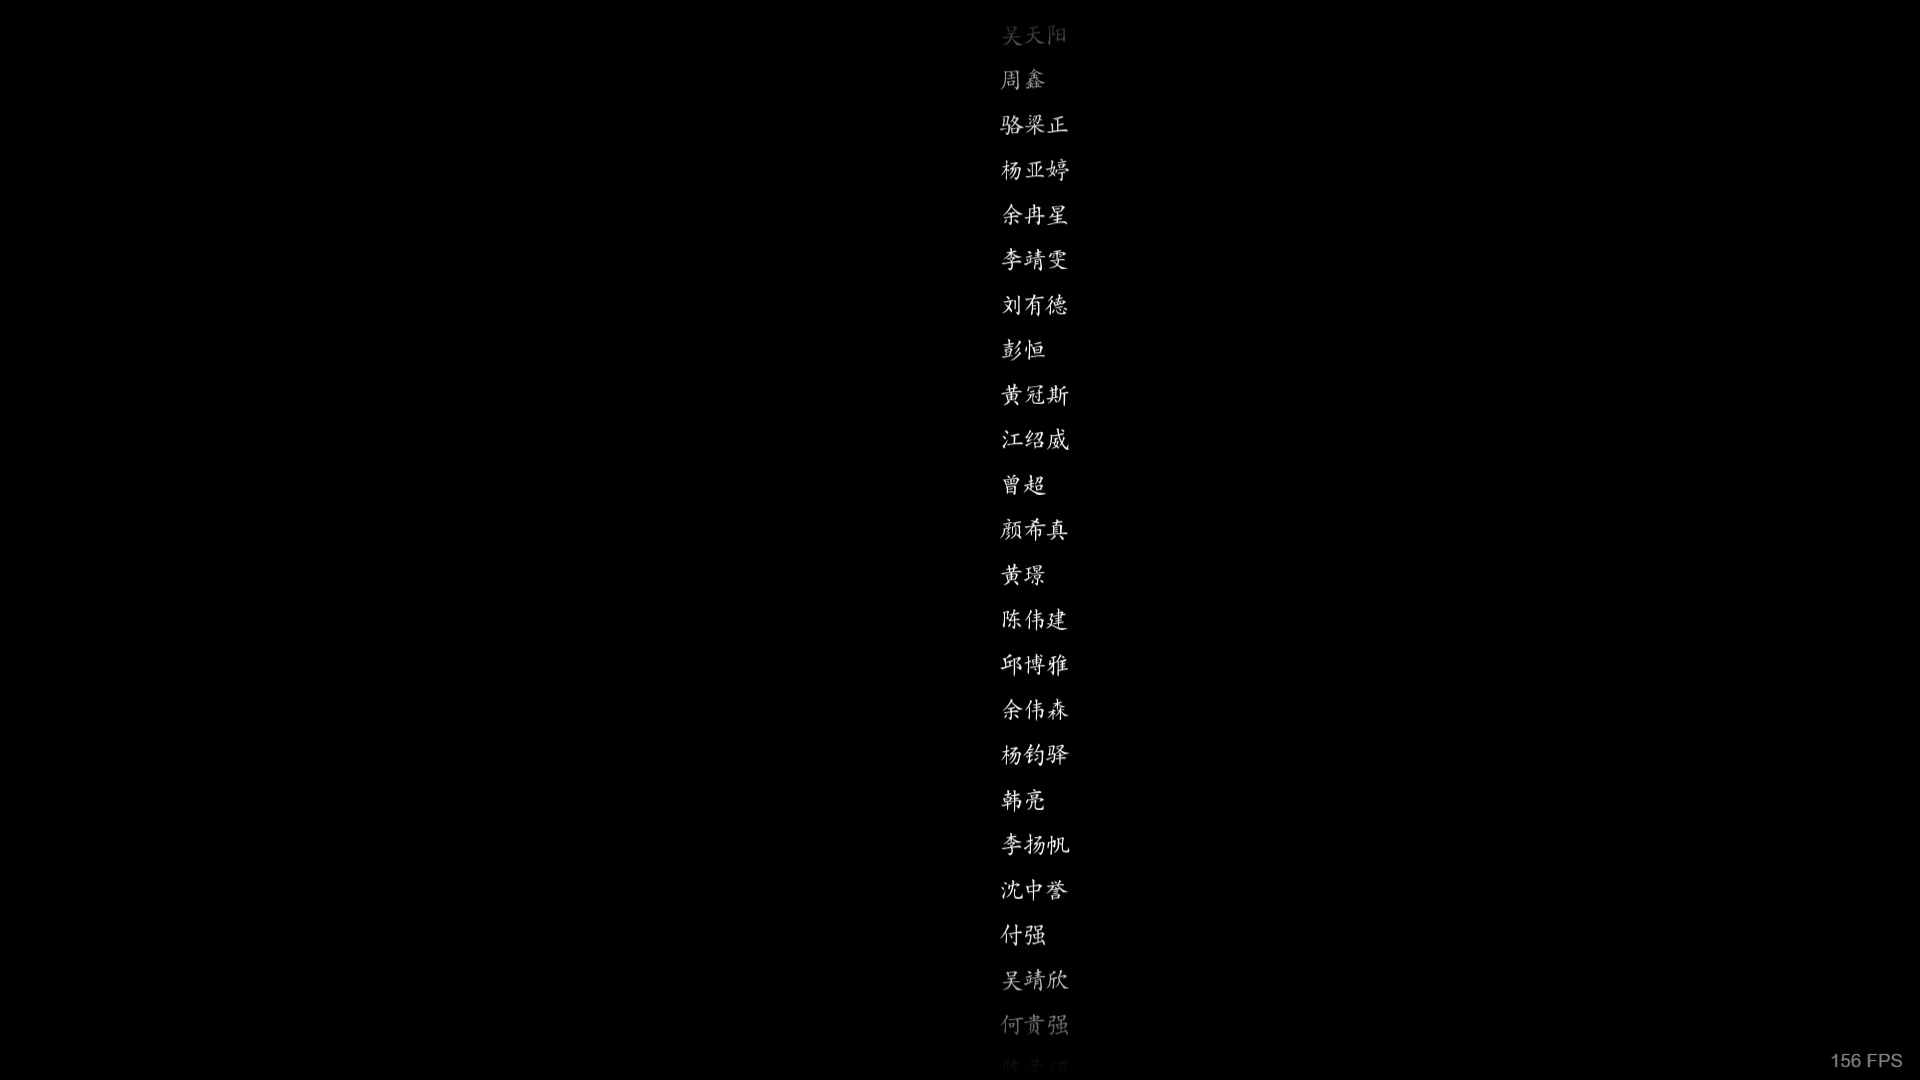 吴天阳
周鑫
骆梁正
杨亚婷
余冉星
李靖雯
刘有德
彭恒
黄冠斯
江绍威
曾超
颜希真
黄璟
陈伟建
邱博雅
余伟森
杨钧驿
韩亮
李扬帆
沈中誉
付强
吴靖欣
何贵强
156 FPS